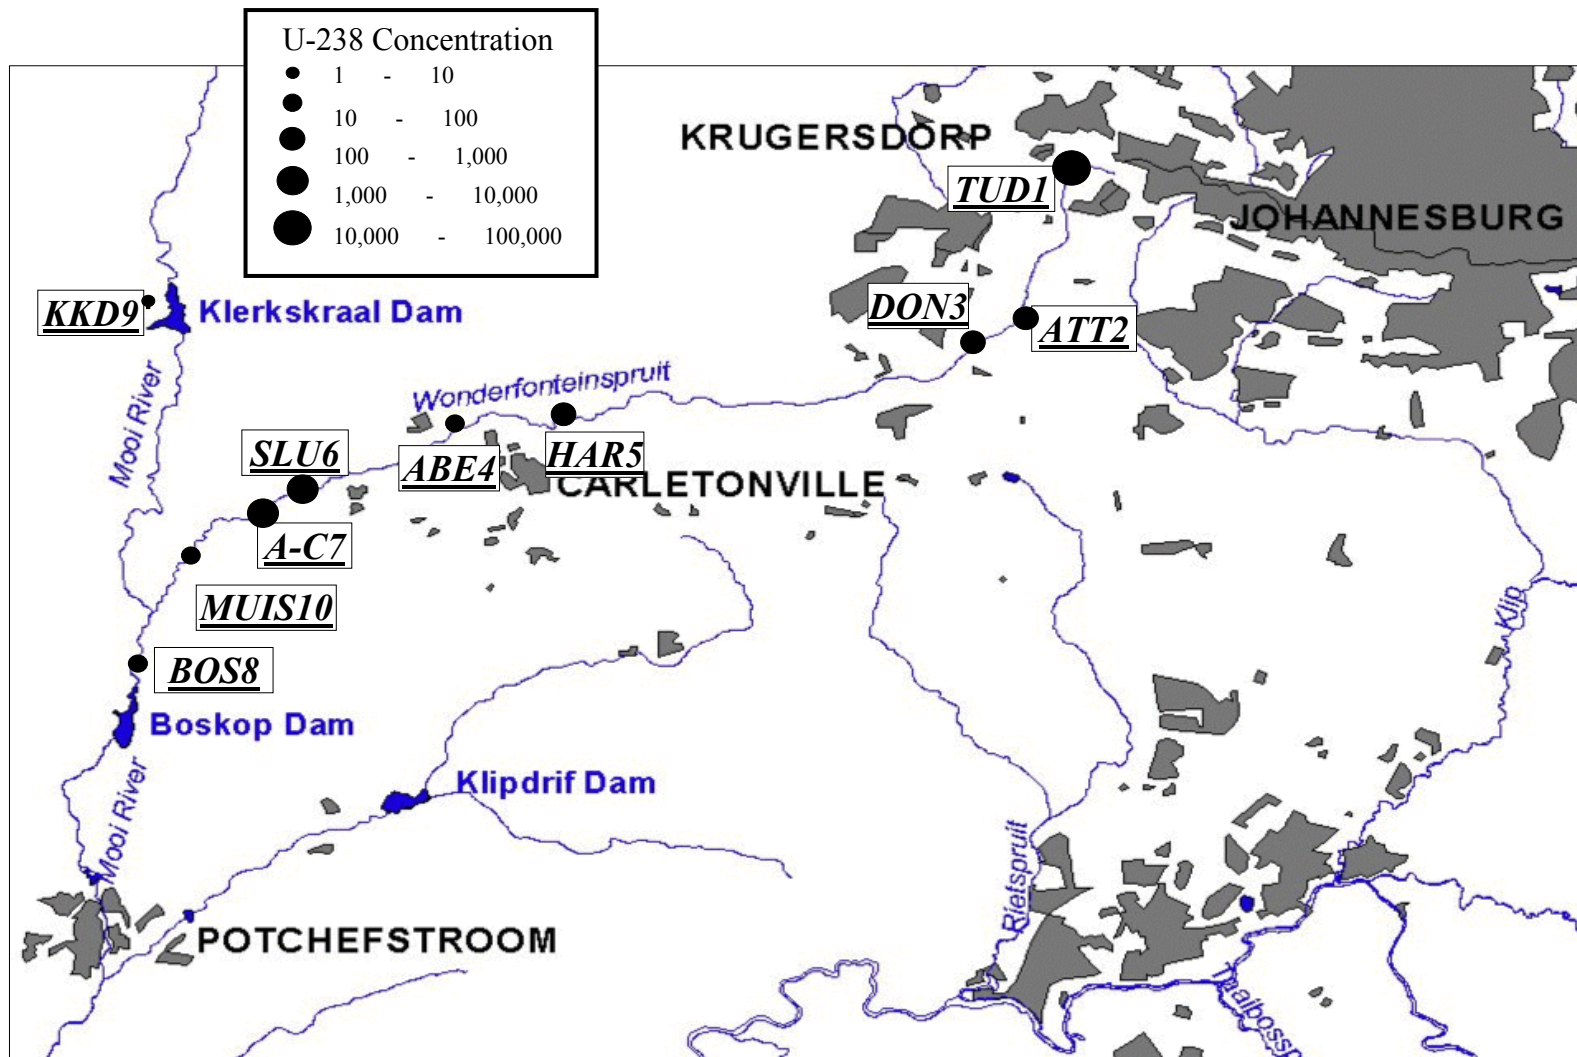 U-238 Concentration
1 - 10
10 - 100
100 - 1,000
1,000 - 10,000
10,000 - 100,000
KRUGERSDORP
TUD1
JOHANNESBURG
KKD9
Klerkskraal Dam
DON3
ATT2
Mooi River
Wonderfonteinspruit
SLU6
ABE4
HAR5
CARLETONVILLE
A-C7
MUIS10
Klip
BOS8
Boskop Dam
Klipdrif Dam
Mooi River
Rietspruit
POTCHEFSTROOM